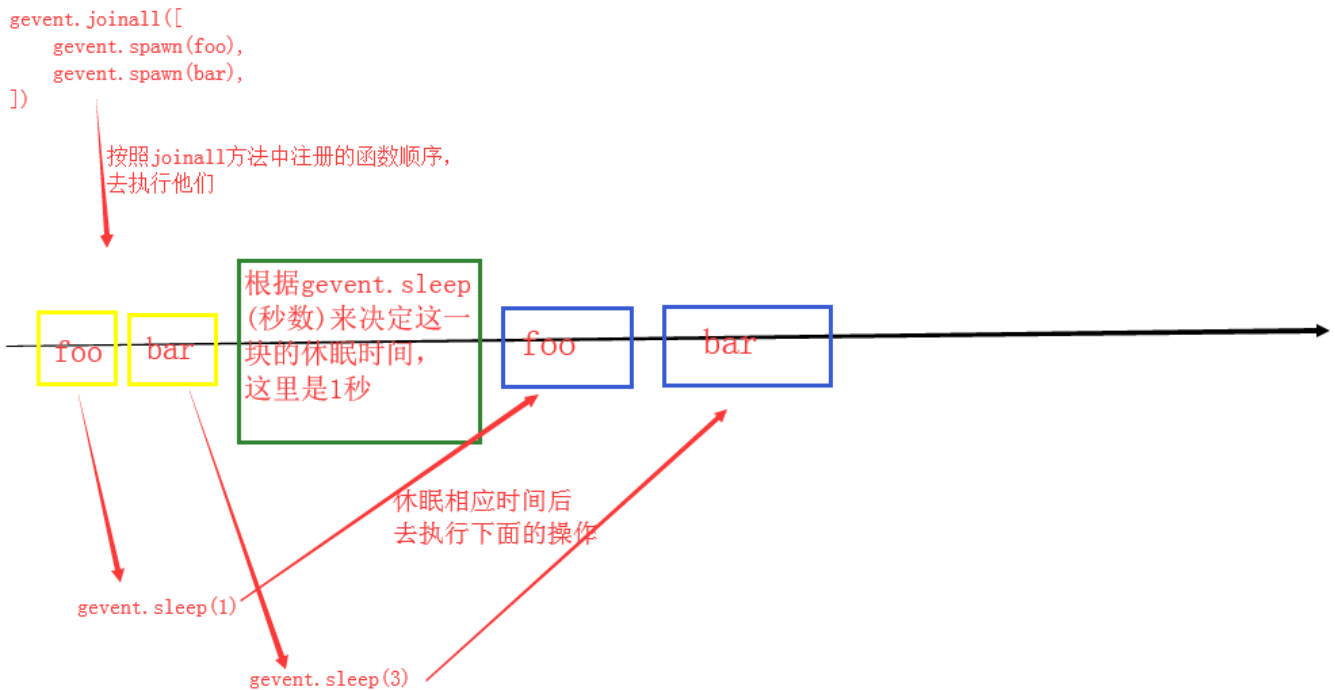 gevent.joinall([
    gevent.spawn(foo),
    gevent.spawn(bar),
])
按照joinall方法中注册的函数顺序，
去执行他们
foo
bar
根据gevent.sleep
(秒数)来决定这一
块的休眠时间，
这里是1秒
foo
bar
休眠相应时间后
去执行下面的操作
gevent.sleep(1)
gevent.sleep(3)